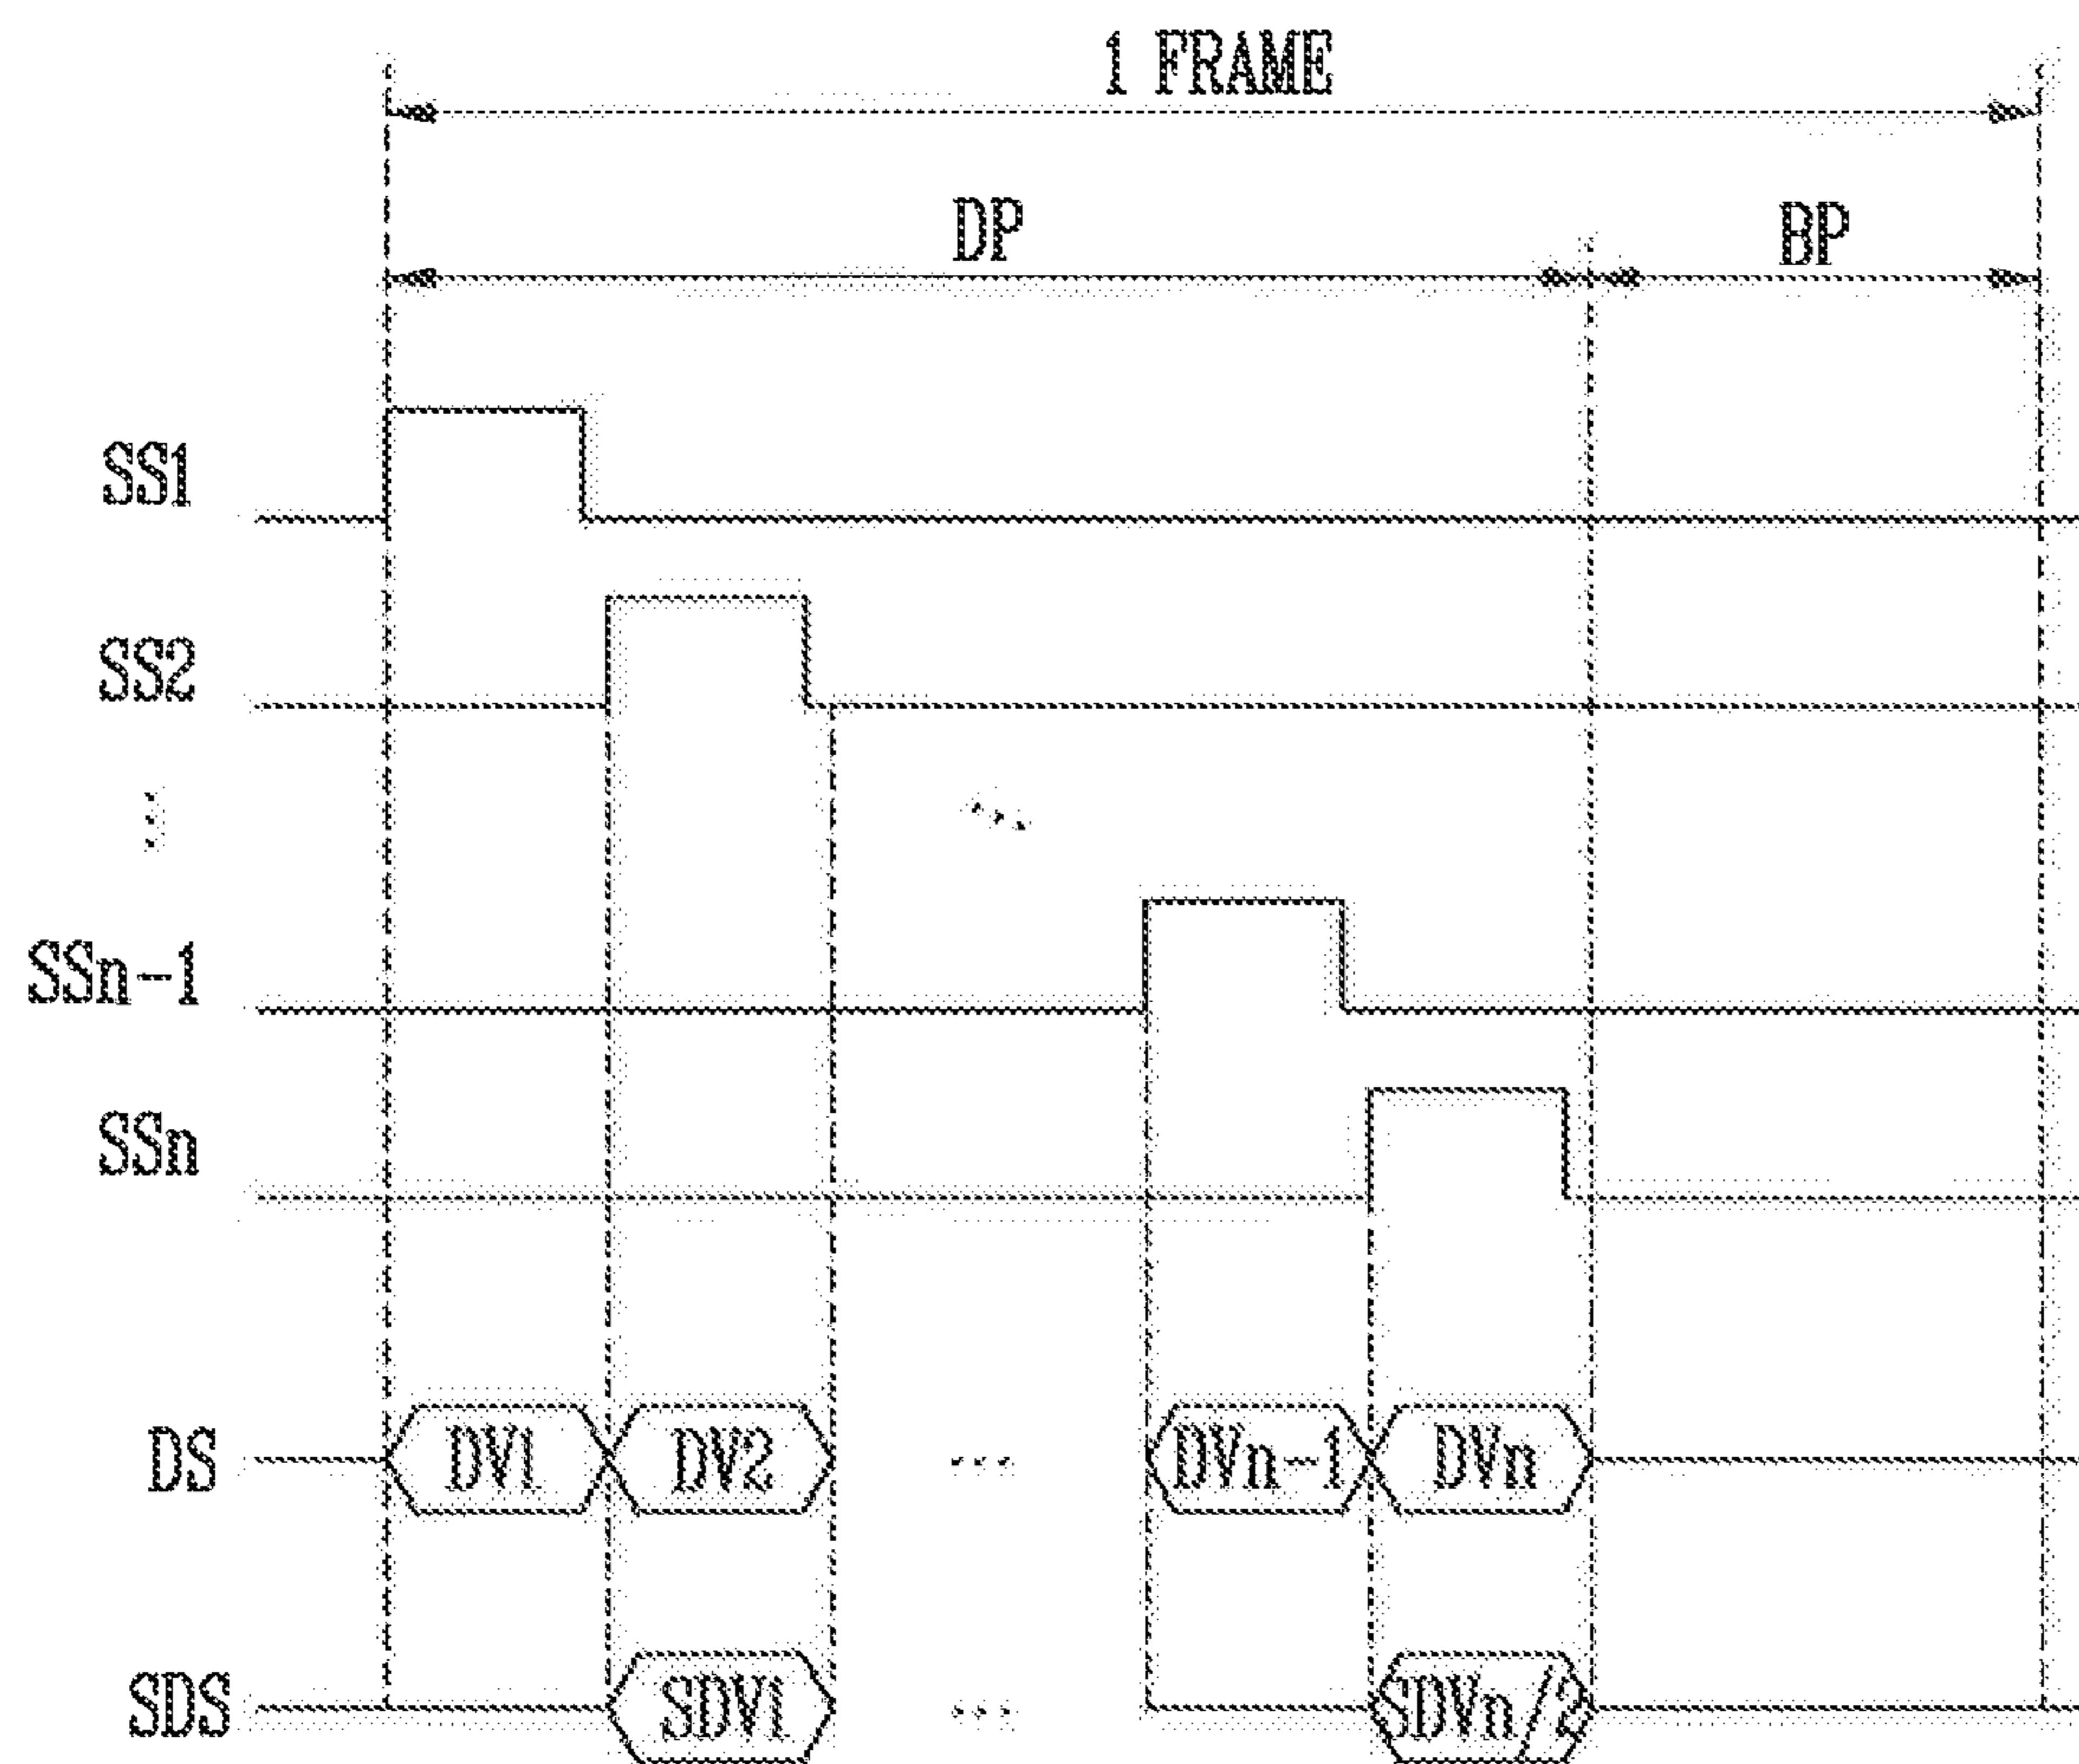 1 FRAME
DP BP
SS1
SS2
⋮ ⋱
SSn-1
SSn
DS DV1 DV2 ... DVn-1 DVn
SDS SDV1 ... SDVn/2